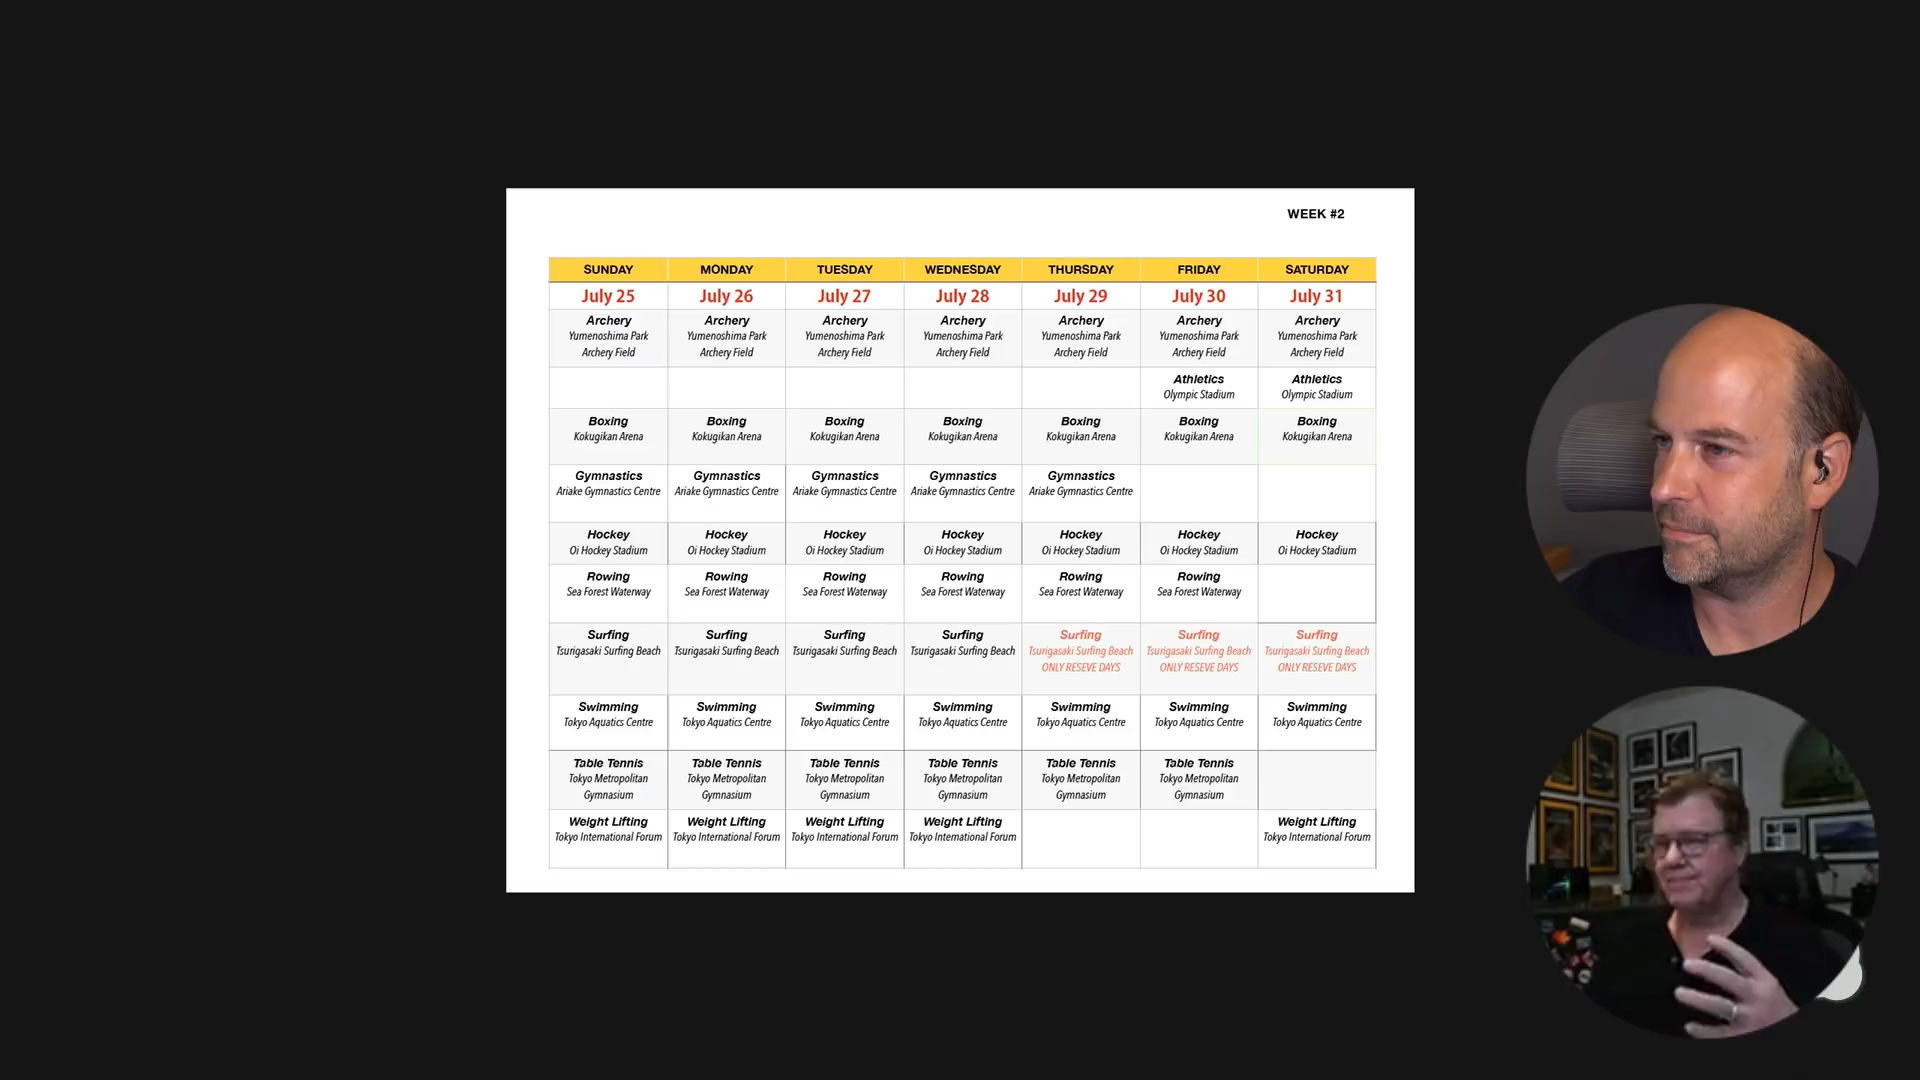 WEEK #2
SUNDAY MONDAY TUESDAY WEDNESDAY THURSDAY FRIDAY SATURDAY
July 25 July 26 July 27 July 28 July 29 July 30 July 31
Archery Archery Archery Archery Archery Archery Archery
Yumenoshima Park Yumenoshima Park Yumenoshima Park Yumenoshima Park Yumenoshima Park Yumenoshima Park Yumenoshima Park
Archery Field Archery Field Archery Field Archery Field Archery Field Archery Field Archery Field
Athletics Athletics
Olympic Stadium Olympic Stadium
Boxing Boxing Boxing Boxing Boxing Boxing Boxing
Kokugikan Arena Kokugikan Arena Kokugikan Arena Kokugikan Arena Kokugikan Arena Kokugikan Arena Kokugikan Arena
Gymnastics Gymnastics Gymnastics Gymnastics Gymnastics
Ariake Gymnastics Centre Ariake Gymnastics Centre Ariake Gymnastics Centre Ariake Gymnastics Centre Ariake Gymnastics Centre
Hockey Hockey Hockey Hockey Hockey Hockey Hockey
Oi Hockey Stadium Oi Hockey Stadium Oi Hockey Stadium Oi Hockey Stadium Oi Hockey Stadium Oi Hockey Stadium Oi Hockey Stadium
Rowing Rowing Rowing Rowing Rowing Rowing
Sea Forest Waterway Sea Forest Waterway Sea Forest Waterway Sea Forest Waterway Sea Forest Waterway Sea Forest Waterway
Surfing Surfing Surfing Surfing Surfing Surfing Surfing
Tsurigasaki Surfing Beach Tsurigasaki Surfing Beach Tsurigasaki Surfing Beach Tsurigasaki Surfing Beach Tsurigasaki Surfing Beach Tsurigasaki Surfing Beach Tsurigasaki Surfing Beach
ONLY RESEVE DAYS ONLY RESEVE DAYS ONLY RESEVE DAYS
Swimming Swimming Swimming Swimming Swimming Swimming Swimming
Tokyo Aquatics Centre Tokyo Aquatics Centre Tokyo Aquatics Centre Tokyo Aquatics Centre Tokyo Aquatics Centre Tokyo Aquatics Centre Tokyo Aquatics Centre
Table Tennis Table Tennis Table Tennis Table Tennis Table Tennis Table Tennis
Tokyo Metropolitan Tokyo Metropolitan Tokyo Metropolitan Tokyo Metropolitan Tokyo Metropolitan Tokyo Metropolitan
Gymnasium Gymnasium Gymnasium Gymnasium Gymnasium Gymnasium
Weight Lifting Weight Lifting Weight Lifting Weight Lifting Weight Lifting
Tokyo International Forum Tokyo International Forum Tokyo International Forum Tokyo International Forum Tokyo International Forum